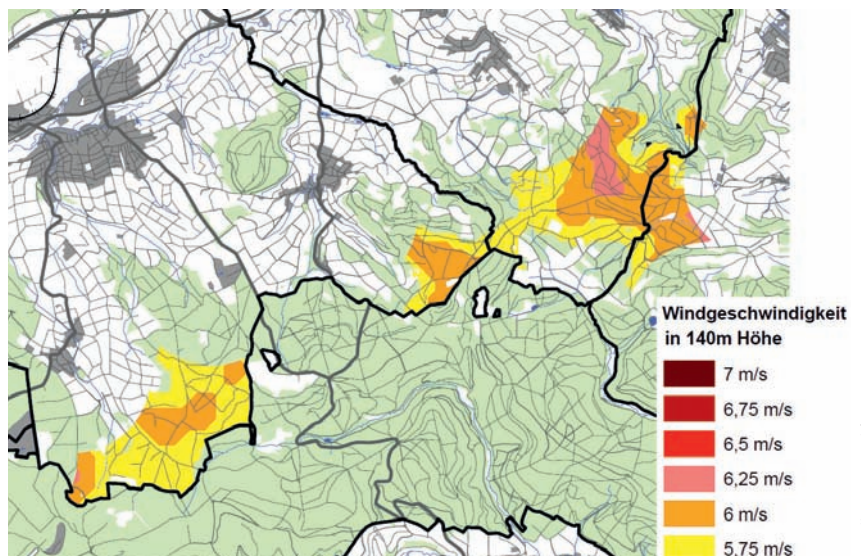 Windgeschwindigkeit
in 140m Höhe
7 m/s
6,75 m/s
6,5 m/s
6,25 m/s
6 m/s
5,75 m/s